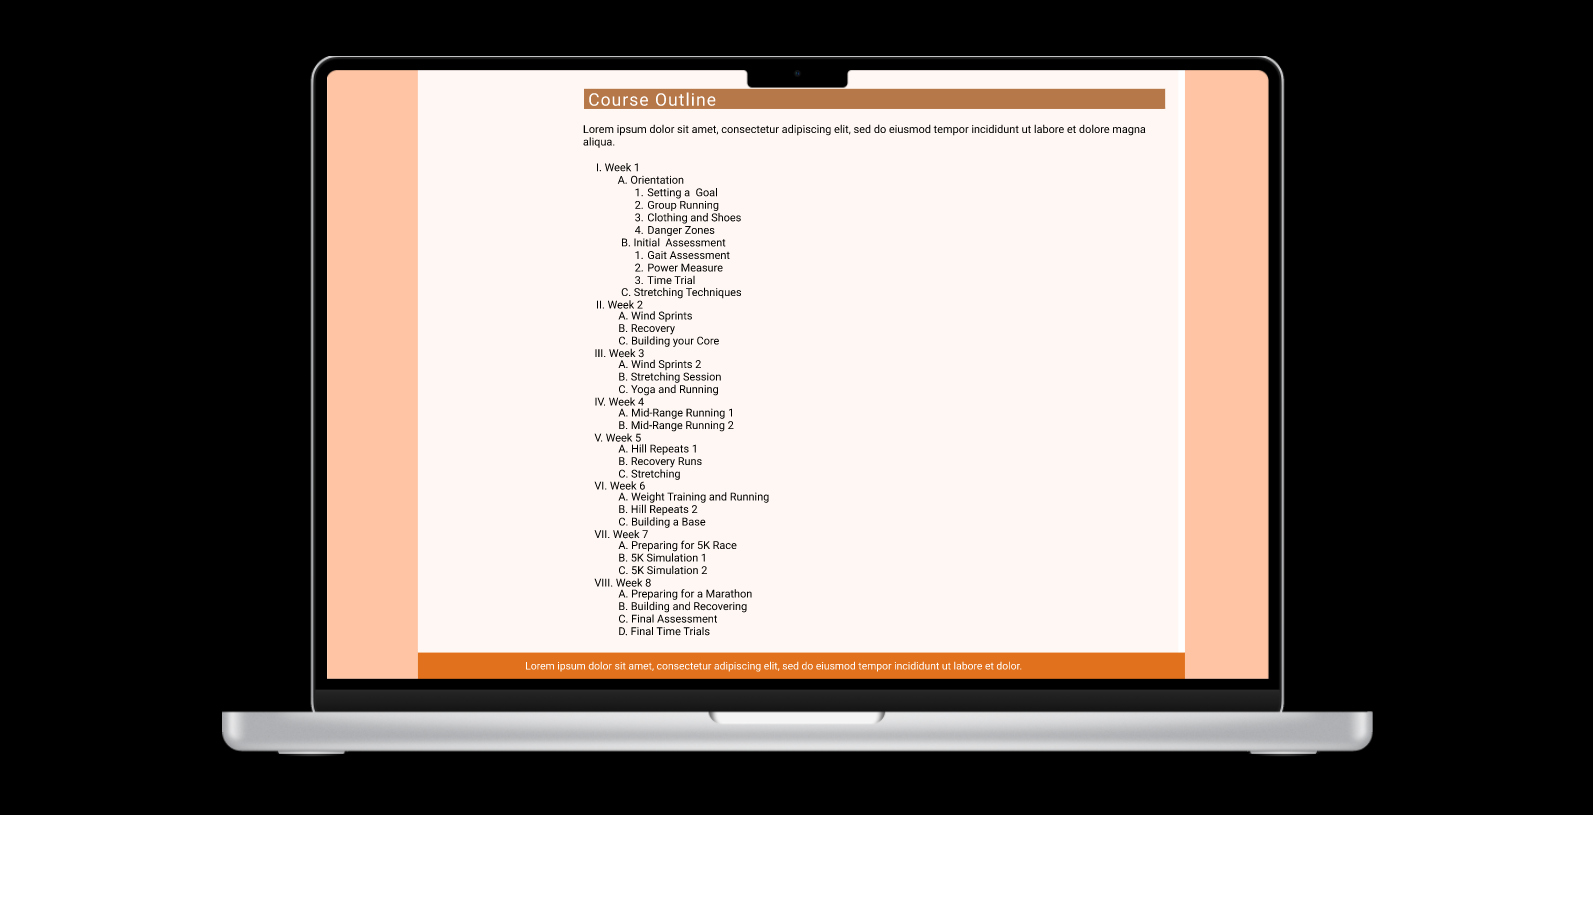 Course Outline
Lorem ipsum dolor sit amet, consectetur adipiscing elit, sed do eiusmod tempor incididunt ut labore et dolore magna
aliqua.
I. Week 1
A. Orientation
1. Setting a  Goal
2. Group Running
3. Clothing and Shoes
4. Danger Zones
B. Initial  Assessment
1. Gait Assessment
2. Power Measure
3. Time Trial
C. Stretching Techniques
II. Week 2
A. Wind Sprints
B. Recovery
C. Building your Core
III. Week 3
A. Wind Sprints 2
B. Stretching Session
C. Yoga and Running
IV. Week 4
A. Mid-Range Running 1
B. Mid-Range Running 2
V. Week 5
A. Hill Repeats 1
B. Recovery Runs
C. Stretching
VI. Week 6
A. Weight Training and Running
B. Hill Repeats 2
C. Building a Base
VII. Week 7
A. Preparing for 5K Race
B. 5K Simulation 1
C. 5K Simulation 2
VIII. Week 8
A. Preparing for a Marathon
B. Building and Recovering
C. Final Assessment
D. Final Time Trials
Lorem ipsum dolor sit amet, consectetur adipiscing elit, sed do eiusmod tempor incididunt ut labore et dolor.